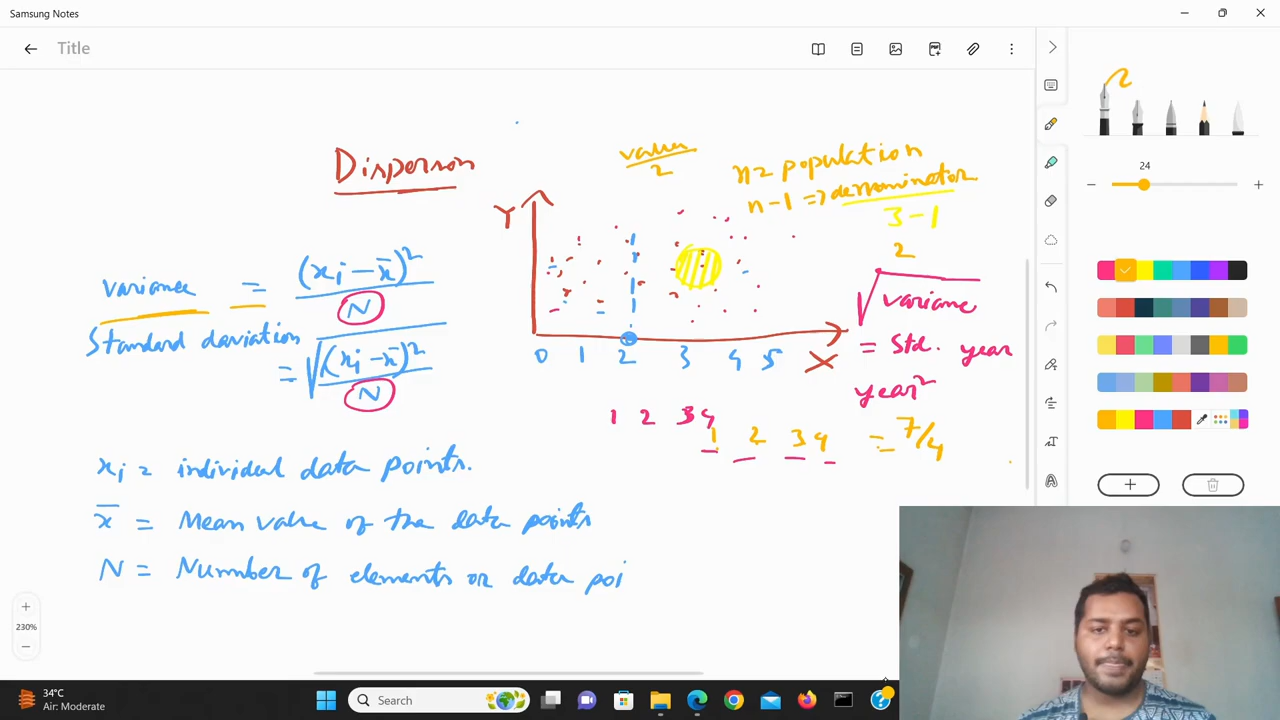 Samsung Notes
Title
Disperson
value/2
n = population
n-1 => denominator
3-1
2
24
variance = (xi - x̄)²/N
Standard daviation
= √(xi - x̄)²/N
Y
0 1 2 3 4 5 X
√variane
= Std. year
year²
1 2 3 4
1 2 3 4 = 7/4
xi = individual data points.
x̄ = Mean value of the data points
N = Number of elements or data poi
230%
34°C
Air: Moderate
Search